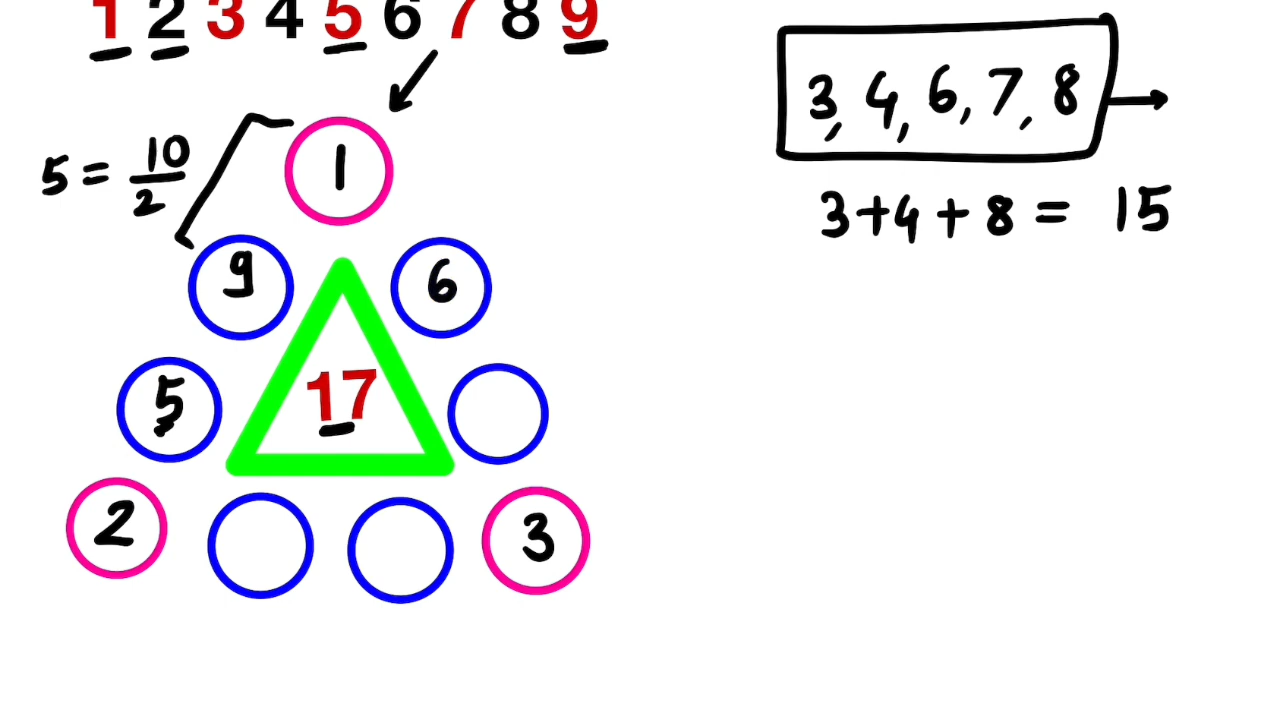 1 2 3 4 5 6 7 8 9
3, 4, 6, 7, 8
3+4+8 = 15
5 = 10/2
1
9 6
5 17
2 3